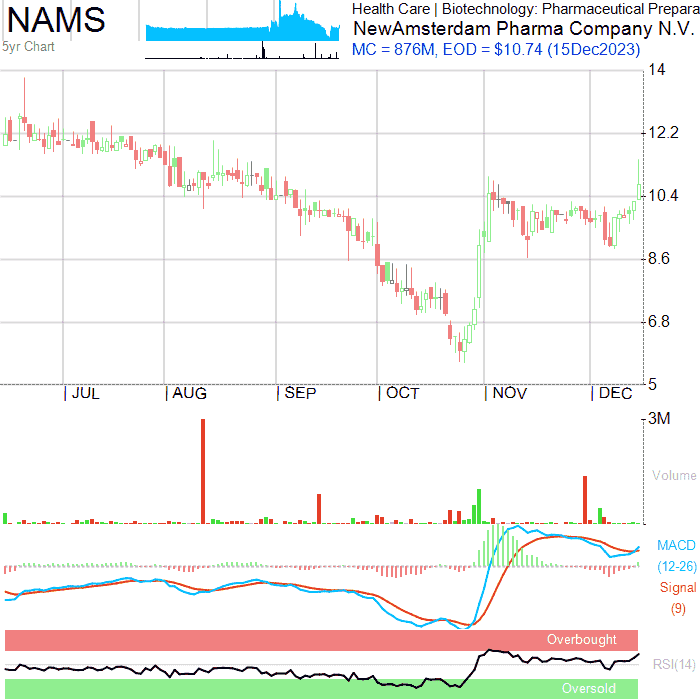 NAMS
5yr Chart
Health Care | Biotechnology: Pharmaceutical Prepara
NewAmsterdam Pharma Company N.V.
MC = 876M, EOD = $10.74 (15Dec2023)
14
12.2
10.4
8.6
6.8
5
JUL AUG SEP OCT NOV DEC
3M
Volume
MACD
(12-26)
Signal
(9)
Overbought
RSI(14)
Oversold